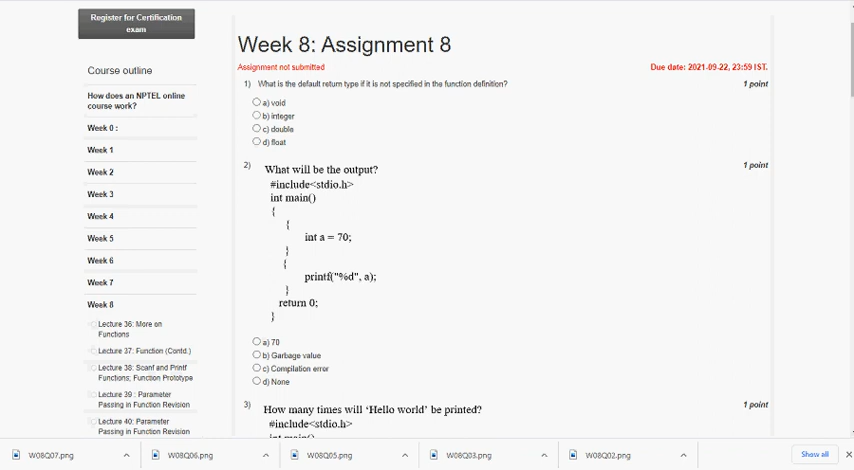 Register for Certification
exam
Week 8: Assignment 8
Assignment not submitted
Due date: 2021-09-22, 23:59 IST.
Course outline
How does an NPTEL online
course work?
Week 0 :
Week 1
Week 2
Week 3
Week 4
Week 5
Week 6
Week 7
Week 8
Lecture 36: More on
Functions
Lecture 37: Function (Contd.)
Lecture 38: Scanf and Printf
Functions; Function Prototype
Lecture 39 : Parameter
Passing in Function Revision
Lecture 40: Parameter
Passing in Function Revision
1) What is the default return type if it is not specified in the function definition?
1 point
a) void
b) integer
c) double
d) float
2) What will be the output?
1 point
#include<stdio.h>
int main()
{
{
int a = 70;
}
{
printf("%d", a);
}
return 0;
}
a) 70
b) Garbage value
c) Compilation error
d) None
3) How many times will ‘Hello world’ be printed?
1 point
#include<stdio.h>
int main()
W08Q07.png
W08Q06.png
W08Q05.png
W08Q03.png
W08Q02.png
Show all